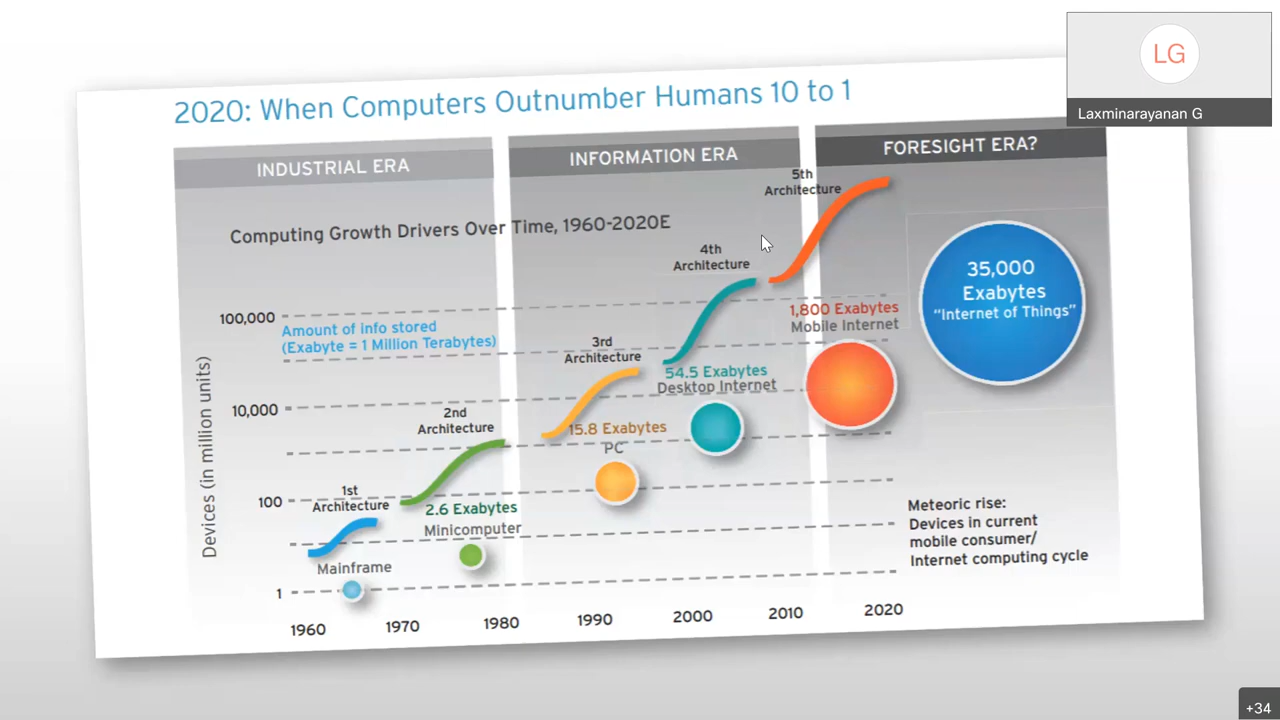 LG
Laxminarayanan G
2020: When Computers Outnumber Humans 10 to 1
INDUSTRIAL ERA
INFORMATION ERA
FORESIGHT ERA?
Computing Growth Drivers Over Time, 1960-2020E
5th
Architecture
4th
Architecture
35,000
Exabytes
"Internet of Things"
100,000
Amount of info stored
(Exabyte = 1 Million Terabytes)
1,800 Exabytes
Mobile Internet
3rd
Architecture
54.5 Exabytes
Desktop Internet
Devices (in million units)
10,000
2nd
Architecture
15.8 Exabytes
PC
100
1st
Architecture
2.6 Exabytes
Minicomputer
Meteoric rise:
Devices in current
mobile consumer/
Internet computing cycle
Mainframe
1
1960
1970
1980
1990
2000
2010
2020
+34